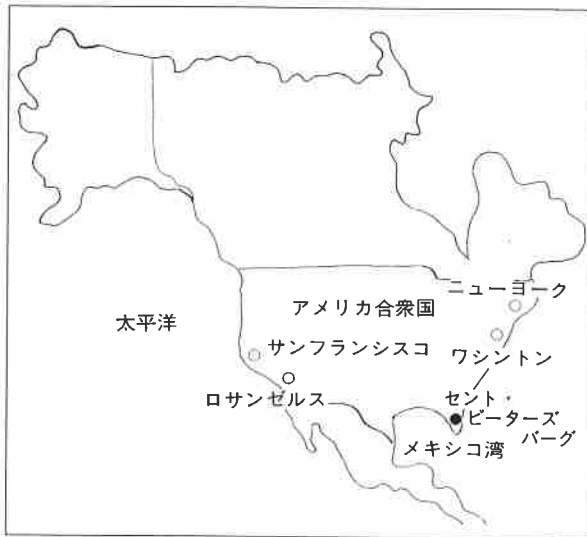 ニューヨーク
アメリカ合衆国
太平洋
サンフランシスコ
ワシントン
ロサンゼルス
セント・
ピーターズ
バーグ
メキシコ湾